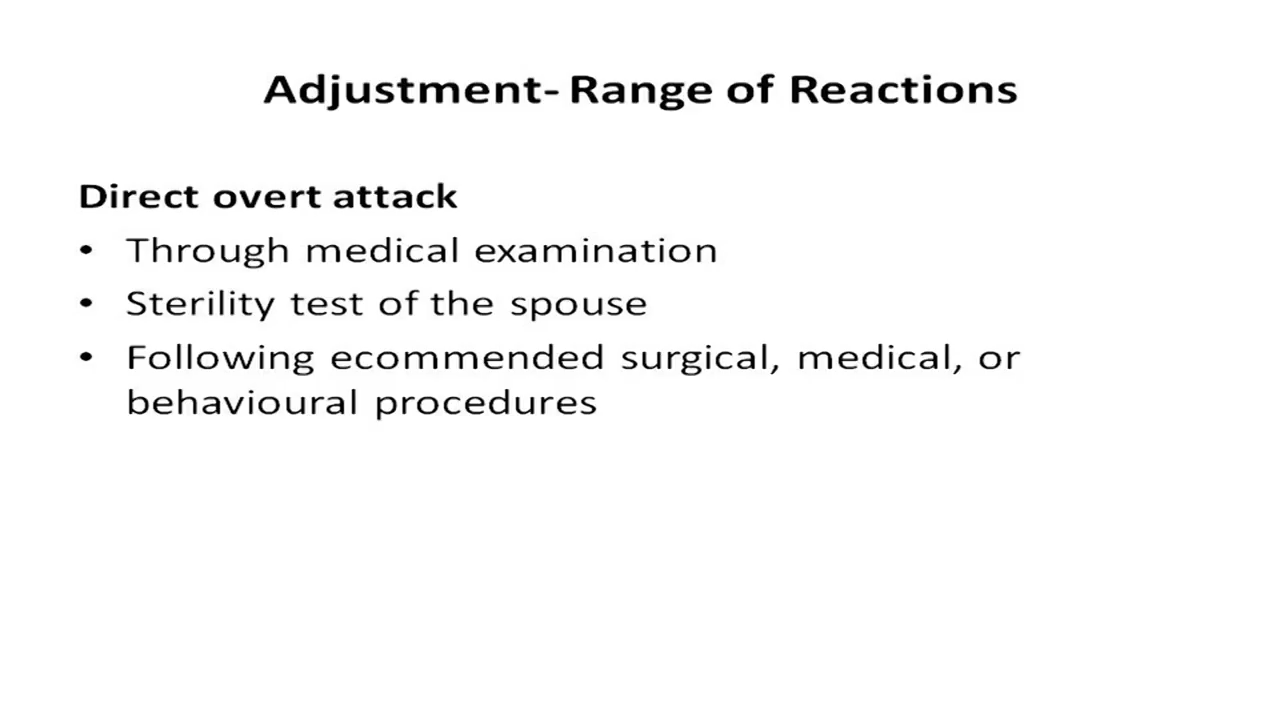 Adjustment- Range of Reactions
Direct overt attack
• Through medical examination
• Sterility test of the spouse
• Following ecommended surgical, medical, or
behavioural procedures